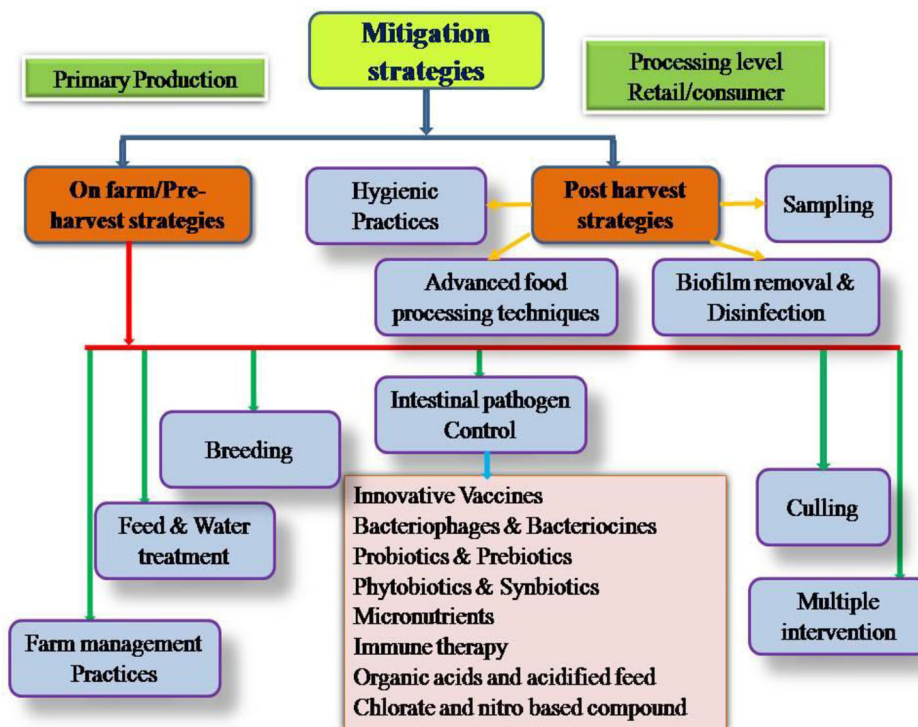 Mitigation
strategies
Primary Production
Processing level
Retail/consumer
On farm/Pre-
harvest strategies
Hygienic
Practices
Post harvest
strategies
Sampling
Advanced food
processing techniques
Biofilm removal &
Disinfection
Intestinal pathogen
Control
Breeding
Innovative Vaccines
Bacteriophages & Bacteriocines
Probiotics & Prebiotics
Phytobiotics & Synbiotics
Micronutrients
Immune therapy
Organic acids and acidified feed
Chlorate and nitro based compound
Culling
Feed & Water
treatment
Multiple
intervention
Farm management
Practices